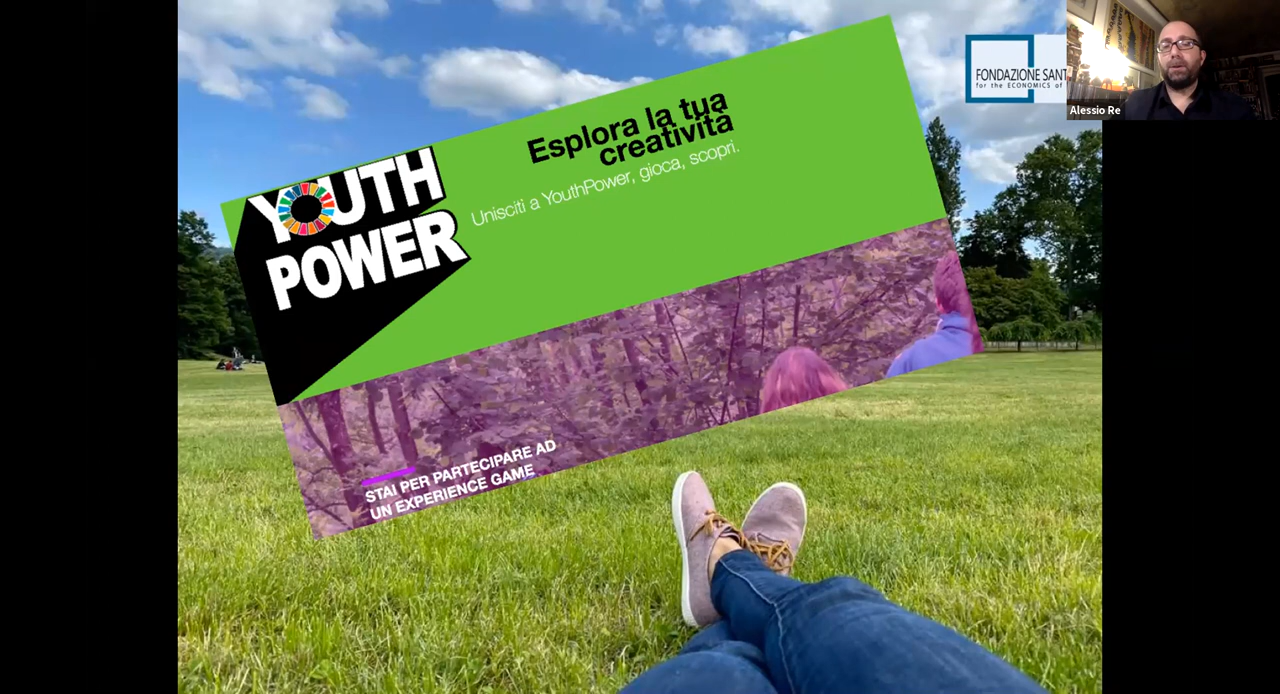 YOUTH
POWER
Esplora la tua
creatività
Unisciti a YouthPower, gioca, scopri.
STAI PER PARTECIPARE AD
UN EXPERIENCE GAME
FONDAZIONE SANT
for the ECONOMICS of
Alessio Re